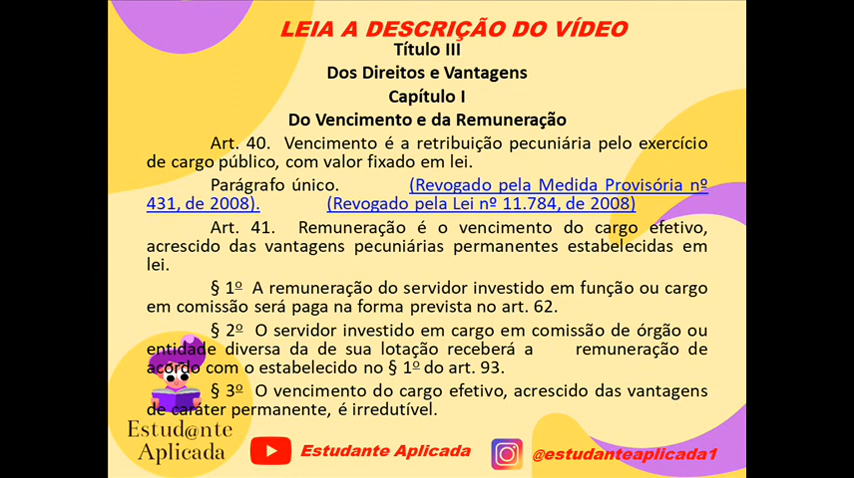 LEIA A DESCRIÇÃO DO VÍDEO
Título III
Dos Direitos e Vantagens
Capítulo I
Do Vencimento e da Remuneração
Art. 40. Vencimento é a retribuição pecuniária pelo exercício
de cargo público, com valor fixado em lei.
Parágrafo único. (Revogado pela Medida Provisória nº
431, de 2008). (Revogado pela Lei nº 11.784, de 2008)
Art. 41. Remuneração é o vencimento do cargo efetivo,
acrescido das vantagens pecuniárias permanentes estabelecidas em
lei.
§ 1º A remuneração do servidor investido em função ou cargo
em comissão será paga na forma prevista no art. 62.
§ 2º O servidor investido em cargo em comissão de órgão ou
entidade diversa da de sua lotação receberá a remuneração de
acordo com o estabelecido no § 1º do art. 93.
§ 3º O vencimento do cargo efetivo, acrescido das vantagens
de caráter permanente, é irredutível.
Estud@nte
Aplicada
Estudante Aplicada
@estudanteaplicada1